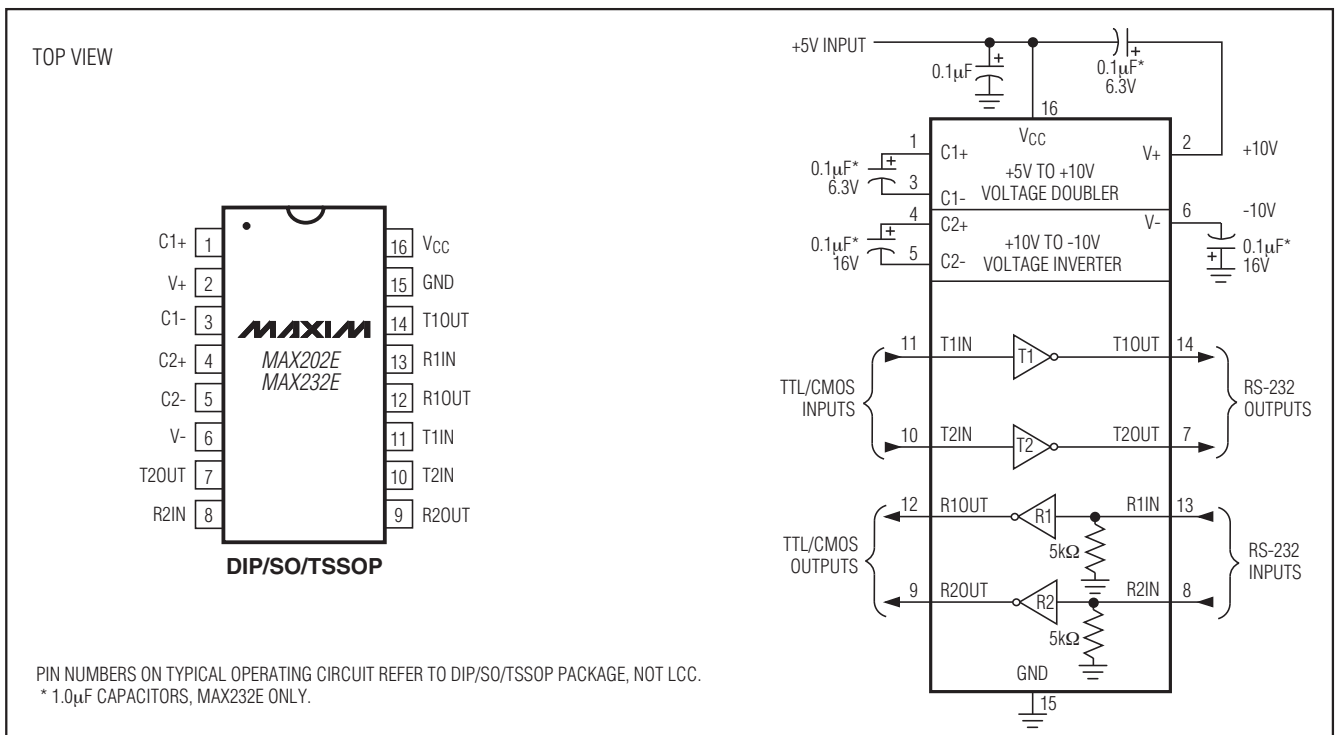 TOP VIEW
C1+ 1
V+ 2
C1- 3
C2+ 4
C2- 5
V- 6
T2OUT 7
R2IN 8
16 VCC
15 GND
14 T1OUT
13 R1IN
12 R1OUT
11 T1IN
10 T2IN
9 R2OUT
MAXIM
MAX202E
MAX232E
DIP/SO/TSSOP
PIN NUMBERS ON TYPICAL OPERATING CIRCUIT REFER TO DIP/SO/TSSOP PACKAGE, NOT LCC.
* 1.0μF CAPACITORS, MAX232E ONLY.
+5V INPUT
0.1μF
+
+
0.1μF*
6.3V
16
VCC
1
C1+
+
0.1μF*
6.3V
3
C1-
+5V TO +10V
VOLTAGE DOUBLER
V+
2
+10V
4
C2+
+
0.1μF*
16V
5
C2-
+10V TO -10V
VOLTAGE INVERTER
V-
6
-10V
+
0.1μF*
16V
TTL/CMOS
INPUTS
11 T1IN T1 T1OUT 14
10 T2IN T2 T2OUT 7
RS-232
OUTPUTS
TTL/CMOS
OUTPUTS
12 R1OUT R1 R1IN 13
5kΩ
9 R2OUT R2 R2IN 8
5kΩ
RS-232
INPUTS
GND
15